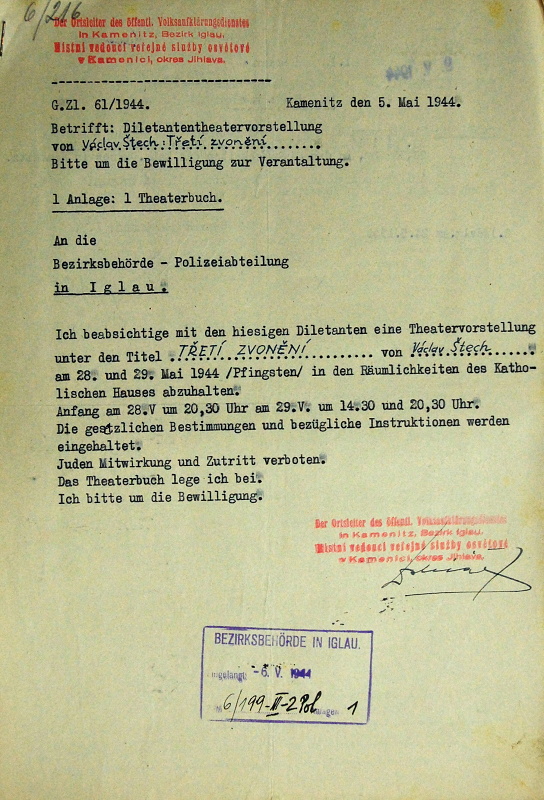 6/216
Der Ortsleiter des öffentl. Volksaufklärungsdienstes
in Kamenitz, Bezirk Iglau.
Místní vedoucí veřejné služby osvětové
v Kamenici, okres Jihlava.
G.Zl. 61/1944. Kamenitz den 5. Mai 1944.
Betrifft: Diletantentheatervorstellung
von Václav Štech: Třetí zvonění.......
Bitte um die Bewilligung zur Verantaltung.
1 Anlage: 1 Theaterbuch.
An die
Bezirksbehörde - Polizeiabteilung
in Iglau.
Ich beabsichtige mit den hiesigen Diletanten eine Theatervorstellung
unter den Titel ..TŘETÍ ZVONĚNÍ.......... von Václav Štech......
am 28. und 29. Mai 1944 /Pfingsten/ in den Räumlichkeiten des Katho-
lischen Hauses abzuhalten.
Anfang am 28.V um 20,30 Uhr am 29.V. um 14.30 und 20,30 Uhr.
Die gesetzlichen Bestimmungen und bezügliche Instruktionen werden
eingehaltet.
Juden Mitwirkung und Zutritt verboten.
Das Theaterbuch lege ich bei.
Ich bitte um die Bewilligung.
Der Ortsleiter des öffentl. Volksaufklärungsdienstes
in Kamenitz, Bezirk Iglau.
Místní vedoucí veřejné služby osvětové
v Kamenici, okres Jihlava.
BEZIRKSBEHÖRDE IN IGLAU.
ingelangt: -6. V. 1944
6/199-II-2Pol 1